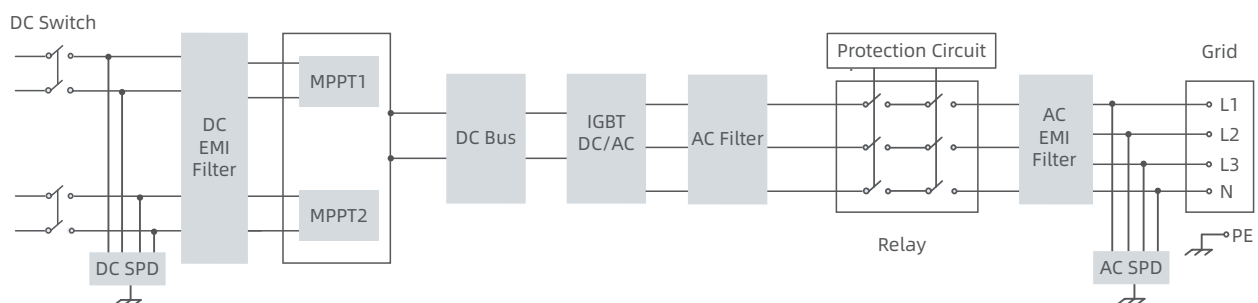 DC Switch
DC
EMI
Filter
MPPT1
MPPT2
DC SPD
DC Bus
IGBT
DC/AC
AC Filter
Protection Circuit
Relay
AC
EMI
Filter
Grid
L1
L2
L3
N
PE
AC SPD